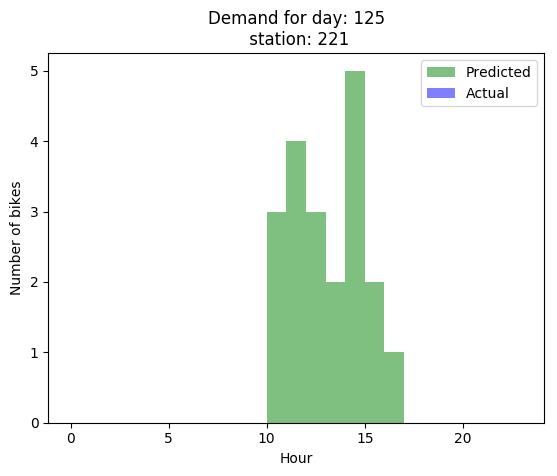 Demand for day: 125
station: 221
Predicted
Actual
Number of bikes
5
4
3
2
1
0
0 5 10 15 20
Hour